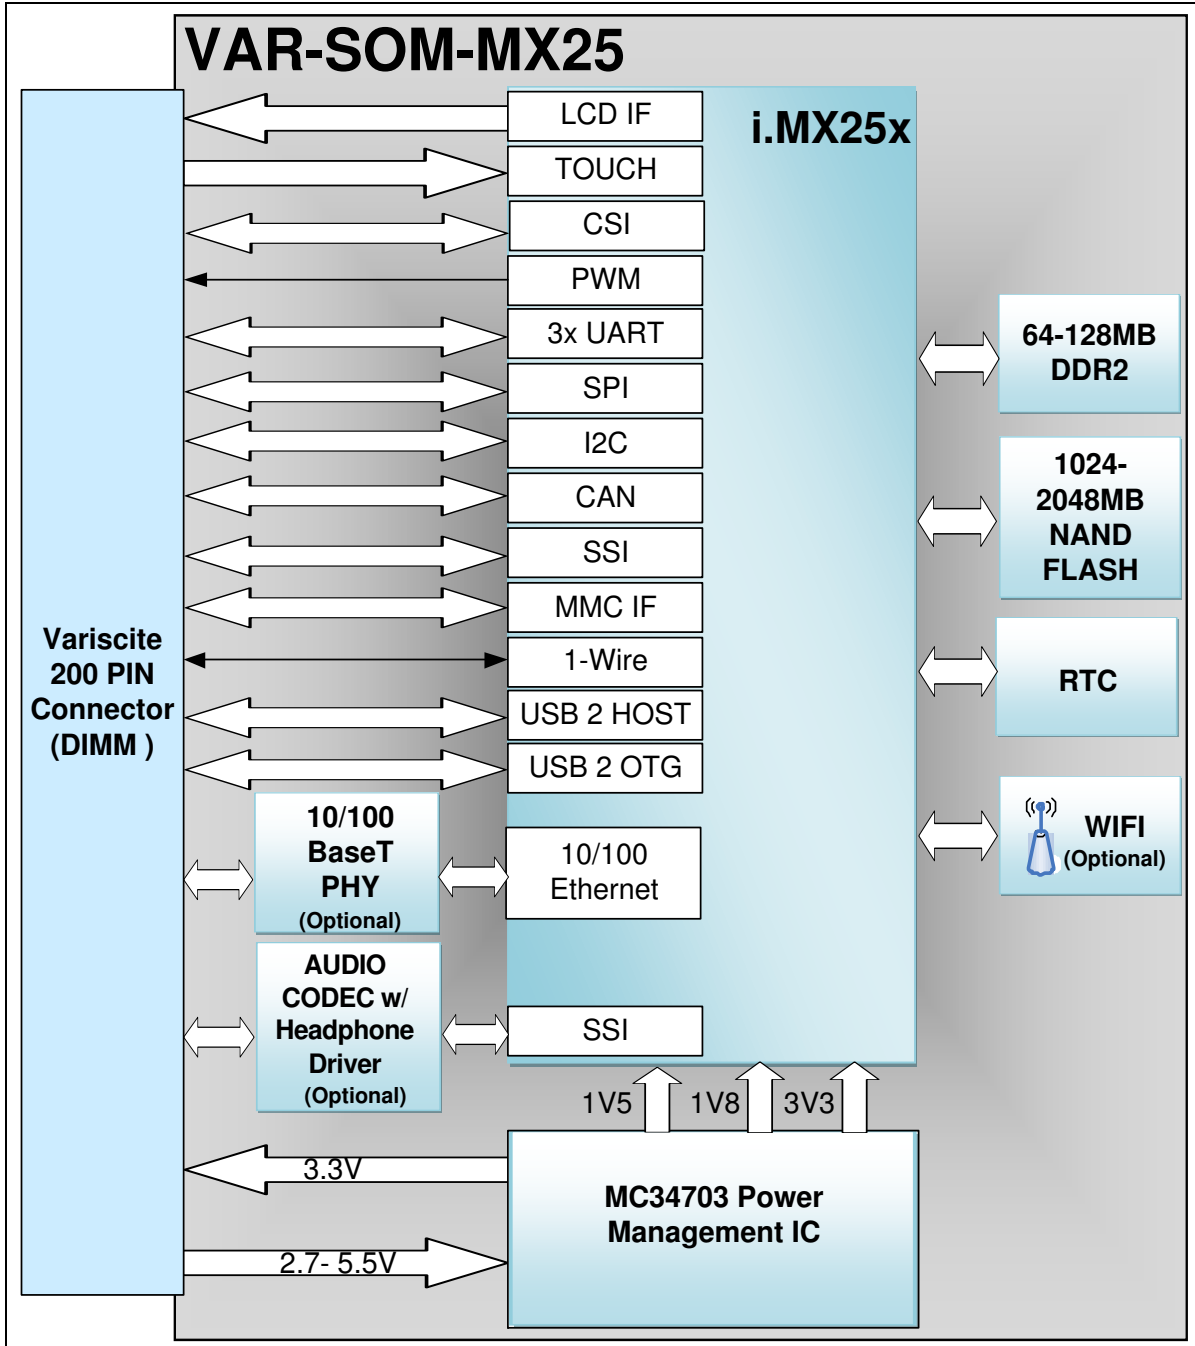 VAR-SOM-MX25
i.MX25x
LCD IF
TOUCH
CSI
PWM
3x UART
SPI
I2C
CAN
SSI
MMC IF
1-Wire
USB 2 HOST
USB 2 OTG
10/100
Ethernet
SSI
Variscite
200 PIN
Connector
(DIMM )
10/100
BaseT
PHY
(Optional)
AUDIO
CODEC w/
Headphone
Driver
(Optional)
64-128MB
DDR2
1024-
2048MB
NAND
FLASH
RTC
WIFI
(Optional)
1V5
1V8
3V3
3.3V
2.7- 5.5V
MC34703 Power
Management IC